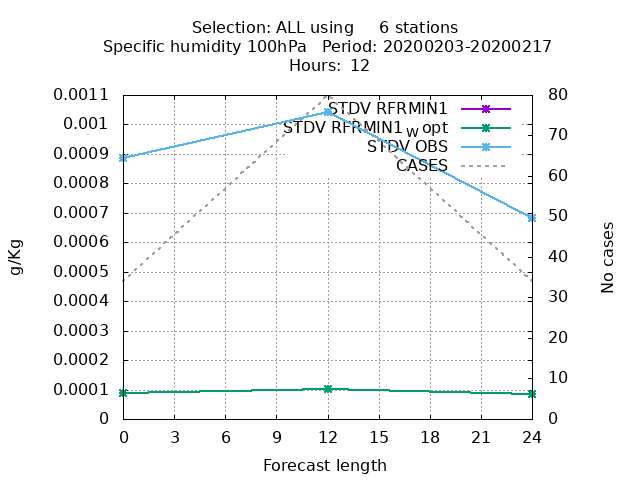 Selection: ALL using     6 stations
Specific humidity 100hPa   Period: 20200203-20200217
Hours: 12
STDV RFRMIN1
STDV RFRMIN1 w opt
STDV OBS
CASES
0.0011
0.001
0.0009
0.0008
0.0007
0.0006
0.0005
0.0004
0.0003
0.0002
0.0001
0
g/Kg
80
70
60
50
40
30
20
10
0
No cases
0 3 6 9 12 15 18 21 24
Forecast length